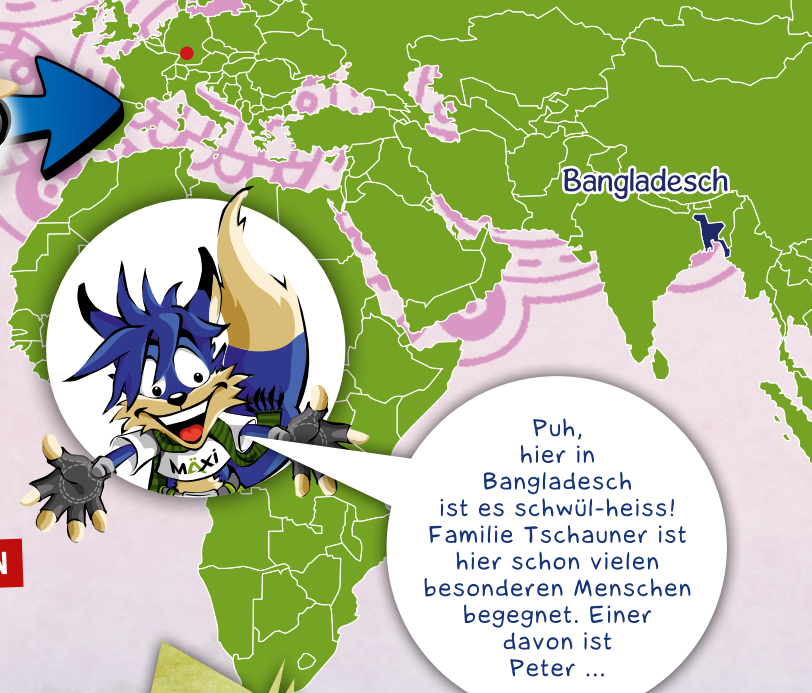 Bangladesch
MÄXi
Puh,
hier in
Bangladesch
ist es schwül-heiss!
Familie Tschauner ist
hier schon vielen
besonderen Menschen
begegnet. Einer
davon ist
Peter ...
N